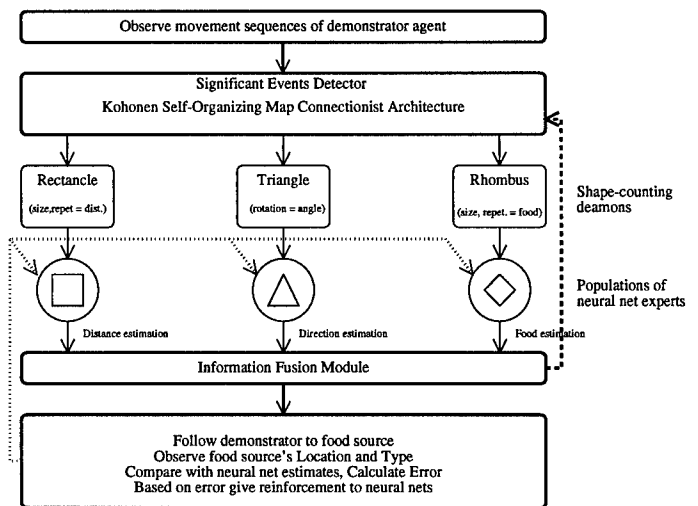 Observe movement sequences of demonstrator agent
Significant Events Detector
Kohonen Self-Organizing Map Connectionist Architecture
Rectancle
(size,repet = dist.)
Triangle
(rotation = angle)
Rhombus
(size, repet. = food)
Shape-counting
deamons
Populations of
neural net experts
Distance estimation
Direction estimation
Food estimation
Information Fusion Module
Follow demonstrator to food source
Observe food source's Location and Type
Compare with neural net estimates, Calculate Error
Based on error give reinforcement to neural nets